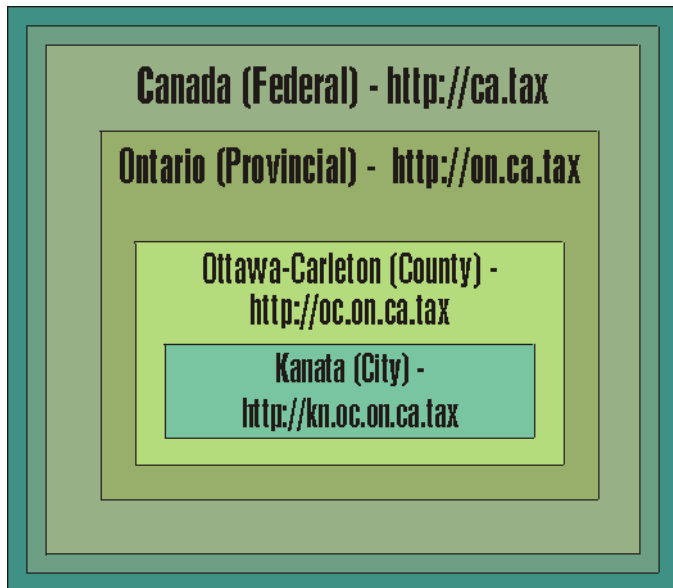 Canada (Federal) - http://ca.tax
Ontario (Provincial) - http://on.ca.tax
Ottawa-Carleton (County) -
http://oc.on.ca.tax
Kanata (City) -
http://kn.oc.on.ca.tax